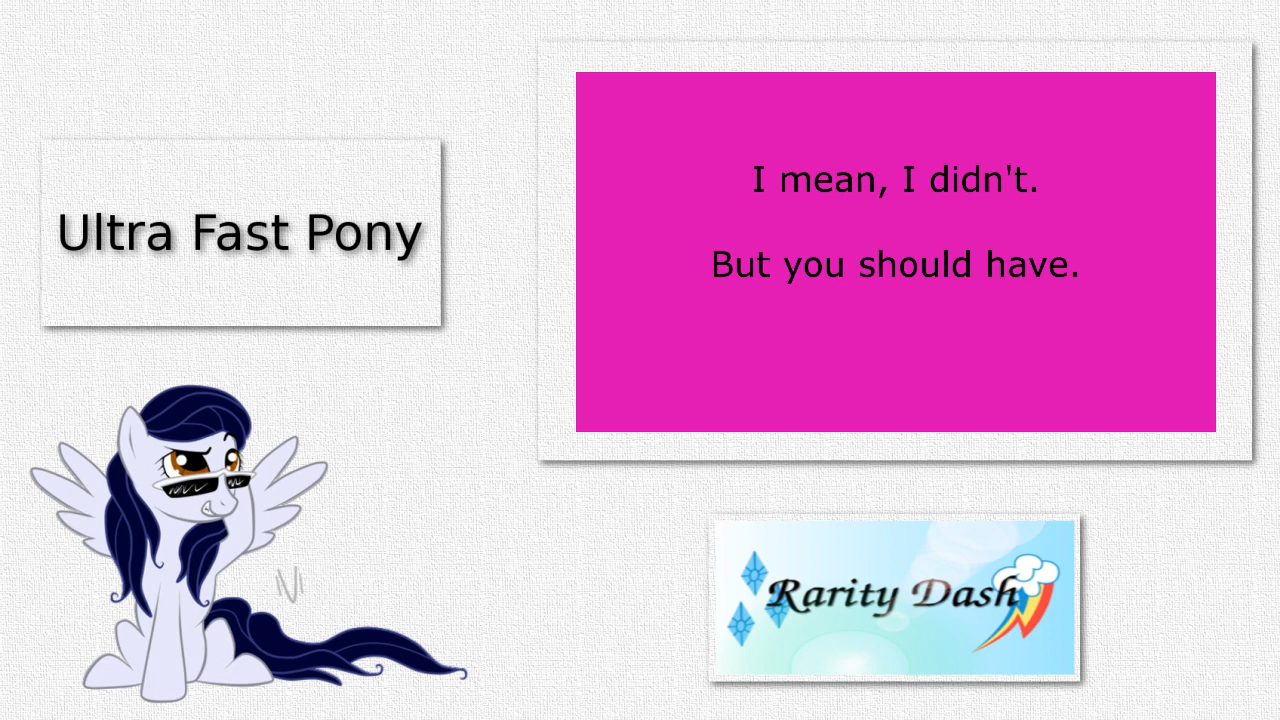 Ultra Fast Pony
I mean, I didn't.
But you should have.
Rarity Dash